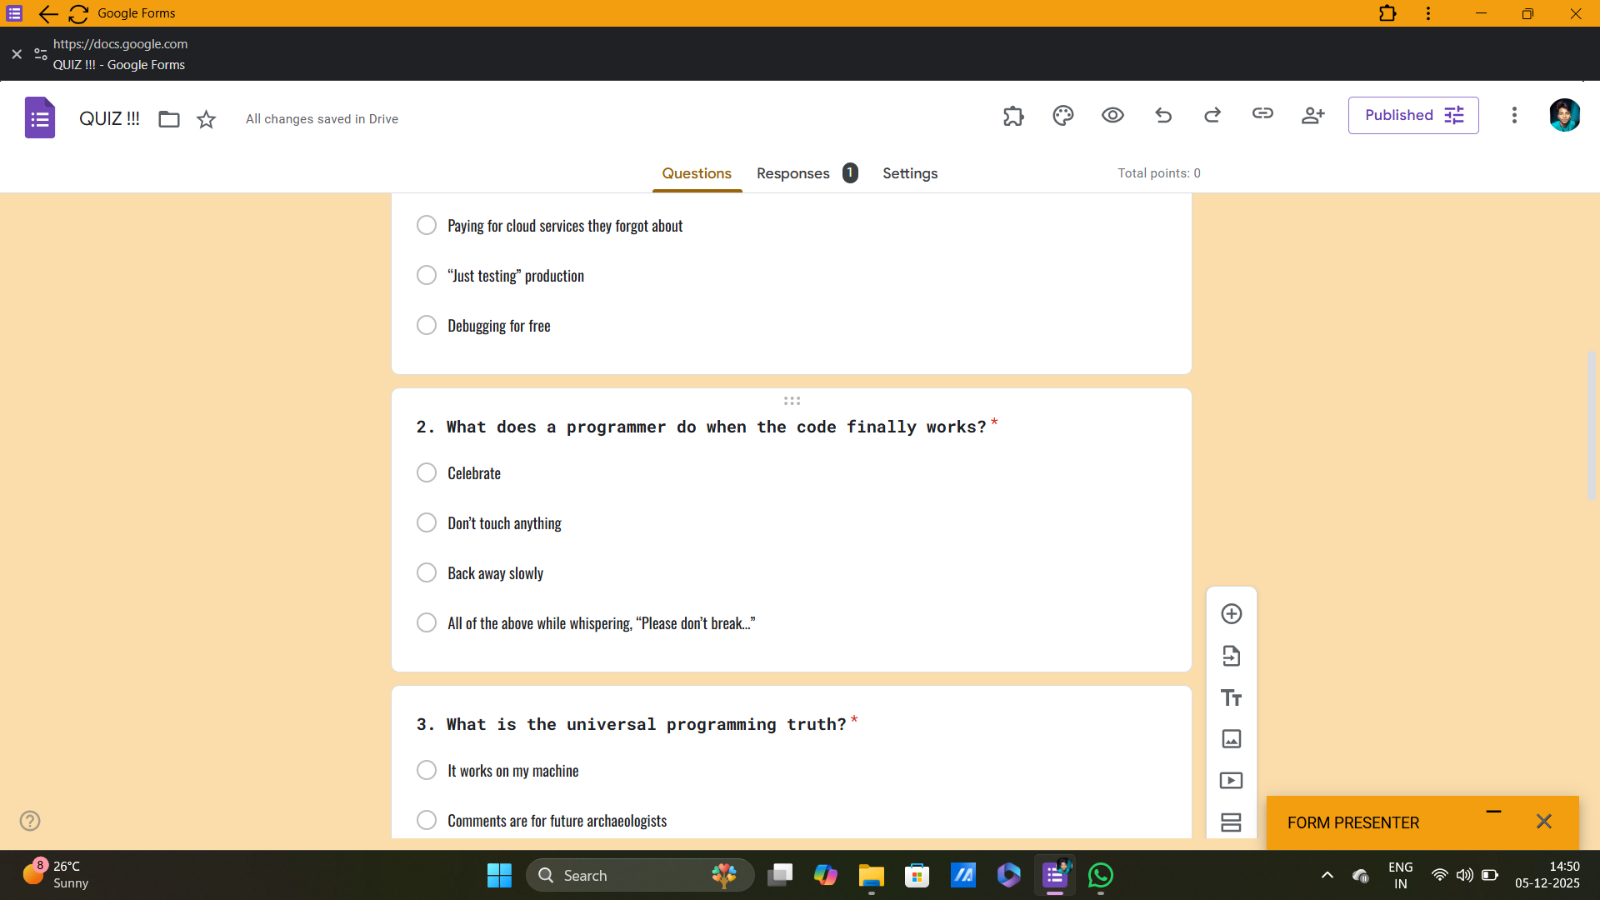 Google Forms
https://docs.google.com
QUIZ !!! - Google Forms
QUIZ !!!
All changes saved in Drive
Published
Questions
Responses 1
Settings
Total points: 0
Paying for cloud services they forgot about
“Just testing” production
Debugging for free
2. What does a programmer do when the code finally works? *
Celebrate
Don’t touch anything
Back away slowly
All of the above while whispering, “Please don’t break…”
3. What is the universal programming truth? *
It works on my machine
Comments are for future archaeologists
Tт
FORM PRESENTER
8
26°C
Sunny
Search
ENG
IN
14:50
05-12-2025